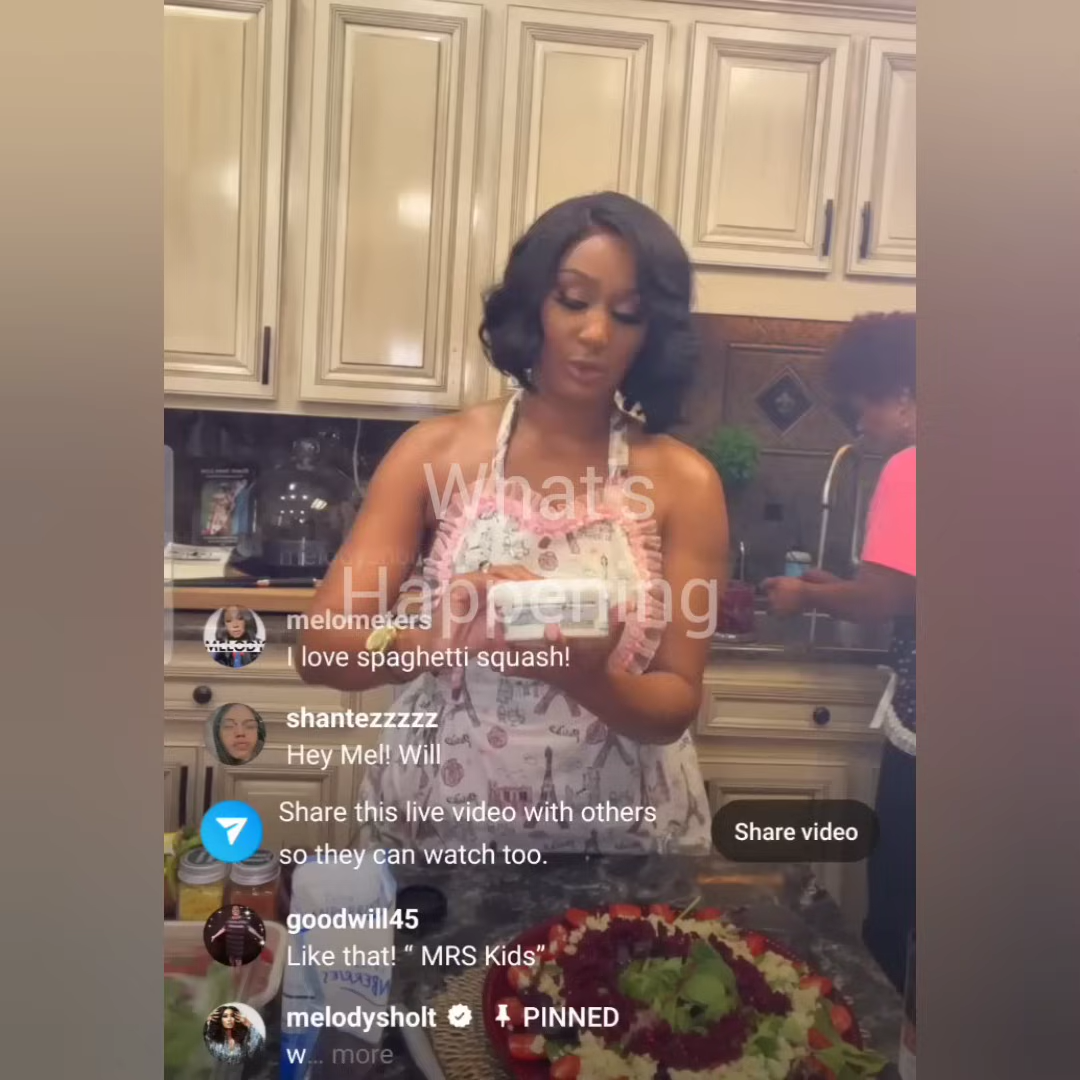 What's
Happening
melometers
I love spaghetti squash!
shantezzzzz
Hey Mel! Will
Share this live video with others
so they can watch too.
Share video
goodwill45
Like that! “ MRS Kids”
melodysholt PINNED
w... more